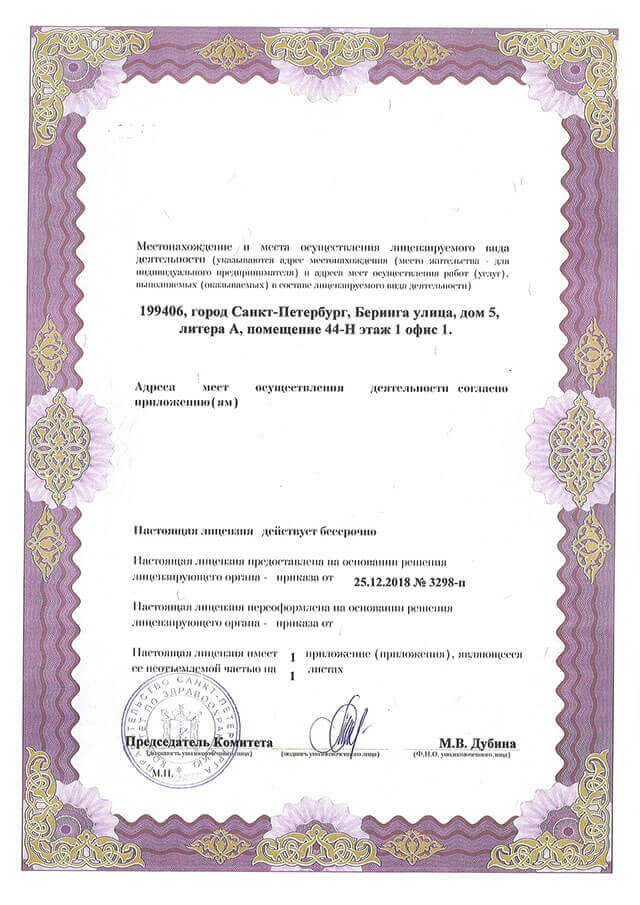 Местонахождение и места осуществления лицензируемого вида
деятельности (указываются адрес местонахождения (место жительства - для
индивидуального предпринимателя) и адреса мест осуществления работ (услуг),
выполняемых (оказываемых) в составе лицензируемого вида деятельности)
199406, город Санкт-Петербург, Беринга улица, дом 5,
литера А, помещение 44-Н этаж 1 офис 1.
Адреса мест осуществления деятельности согласно
приложению(ям)
Настоящая лицензия действует бессрочно
Настоящая лицензия предоставлена на основании решения
лицензирующего органа - приказа от 25.12.2018 № 3298-п
Настоящая лицензия переоформлена на основании решения
лицензирующего органа - приказа от
Настоящая лицензия имеет 1 приложение (приложения), являющееся
ее неотъемлемой частью на 1 листах
ПРАВИТЕЛЬСТВО САНКТ-ПЕТЕРБУРГА
КОМИТЕТ ПО ЗДРАВООХРАНЕНИЮ
Председатель Комитета М.В. Дубина
(должность уполномоченного лица) (подпись уполномоченного лица) (Ф.И.О. уполномоченного лица)
М.П.